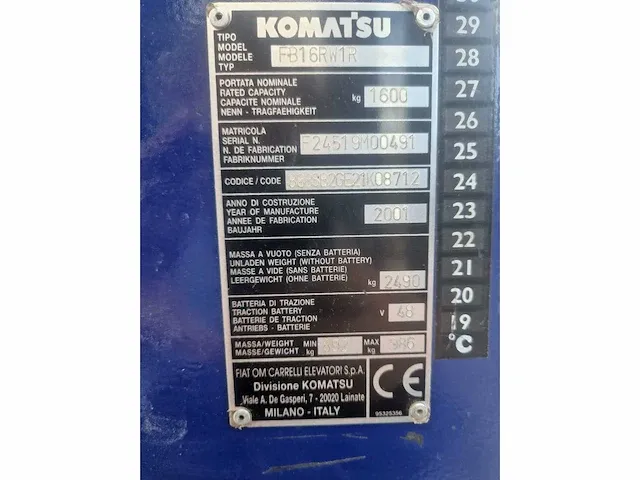 KOMATSU
TIPO
MODEL
MODELE
TYP
FB16RW1R
PORTATA NOMINALE
RATED CAPACITY
CAPACITE NOMINALE
NENN - TRAGFAEHIGKEIT
kg 1600
MATRICOLA
SERIAL N.
N. DE FABRICATION
FABRIKNUMMER
F24519M00491
CODICE / CODE
ANNO DI COSTRUZIONE
YEAR OF MANUFACTURE
ANNEE DE FABRICATION
BAUJAHR
2001
MASSA A VUOTO (SENZA BATTERIA)
UNLADEN WEIGHT (WITHOUT BATTERY)
MASSE A VIDE (SANS BATTERIE)
LEERGEWICHT (OHNE BATTERIE)
kg 2490
BATTERIA DI TRAZIONE
TRACTION BATTERY
BATTERIE DE TRACTION
ANTRIEBS - BATTERIE
V 48
MASSA/WEIGHT
MASSE/GEWICHT
MIN
kg
MAX
kg 986
FIAT OM CARRELLI ELEVATORI S.p.A.
Divisione KOMATSU
Viale A. De Gasperi, 7 - 20020 Lainate
MILANO - ITALY
CE
95325356
29
28
27
26
25
24
23
22
21
20
19
°C